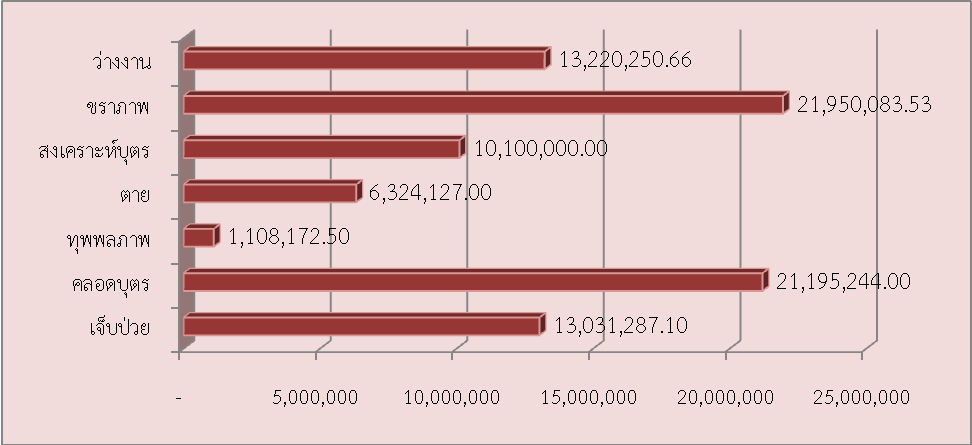 ว่างงาน 13,220,250.66
ชราภาพ 21,950,083.53
สงเคราะห์บุตร 10,100,000.00
ตาย 6,324,127.00
ทุพพลภาพ 1,108,172.50
คลอดบุตร 21,195,244.00
เจ็บป่วย 13,031,287.10
- 5,000,000 10,000,000 15,000,000 20,000,000 25,000,000